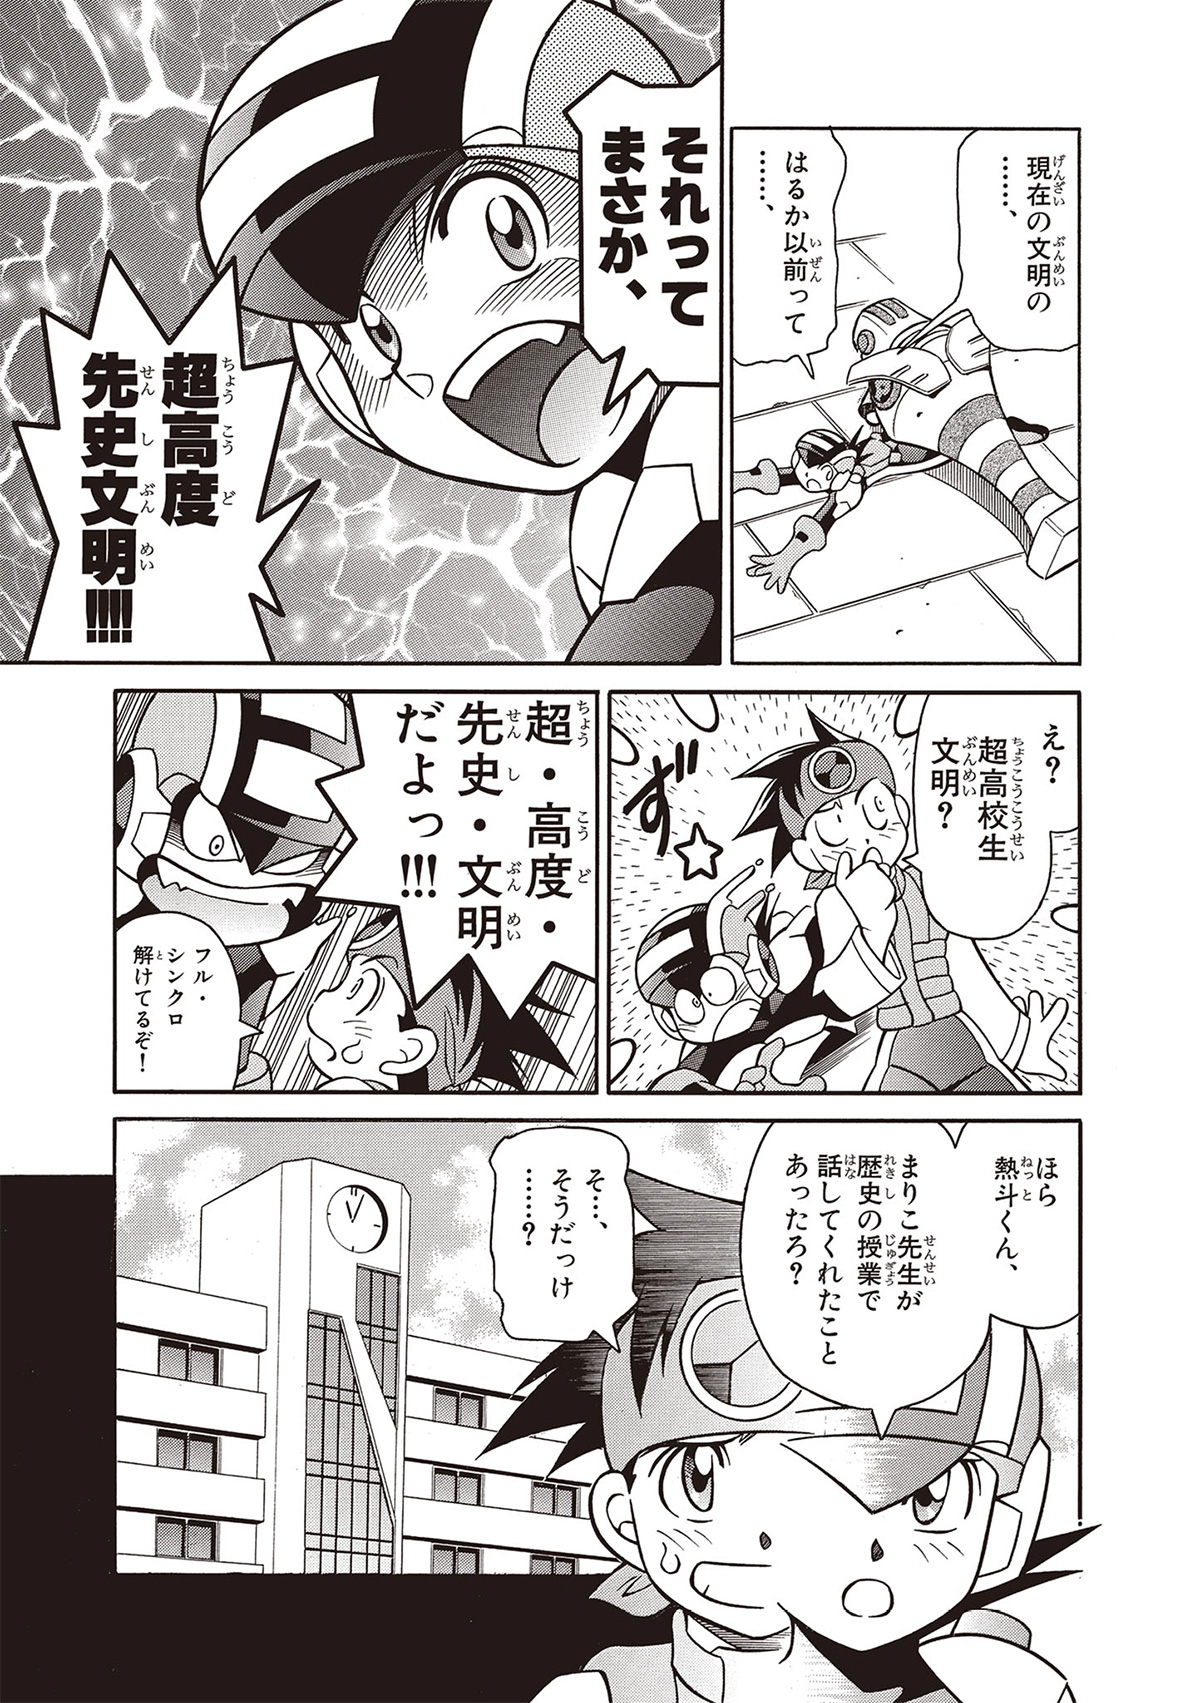 現在の文明の
……、
はるか以前って
……、
それって
まさか、
超高度
先史文明!!!!
え?
超高校生
文明?
ずる
超・高度・
先史・文明
だよっ!!!
フル・
シンクロ
解けてるぞ!
ほら
熱斗くん、
まりこ先生が
歴史の授業で
話してくれたこと
あったろ?
そ…、
そうだっけ
……?